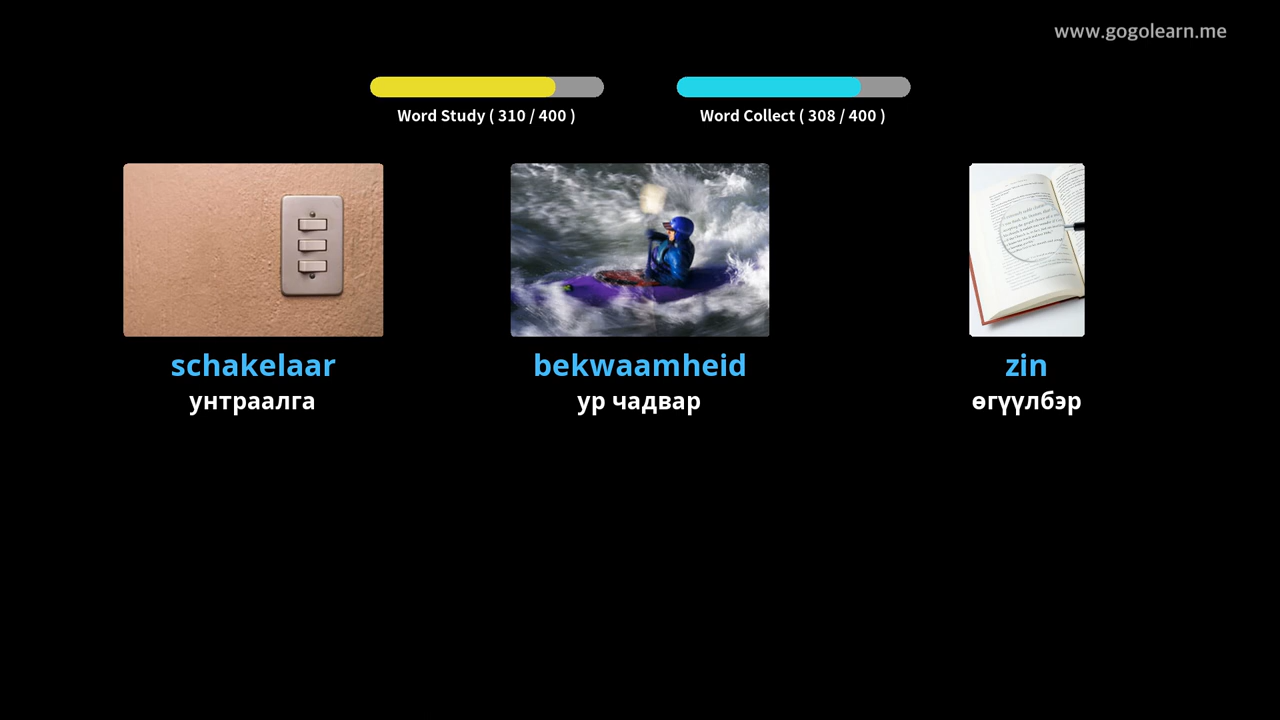 www.gogolearn.me
Word Study ( 310 / 400 )
Word Collect ( 308 / 400 )
schakelaar
унтраалга
bekwaamheid
ур чадвар
zin
өгүүлбэр